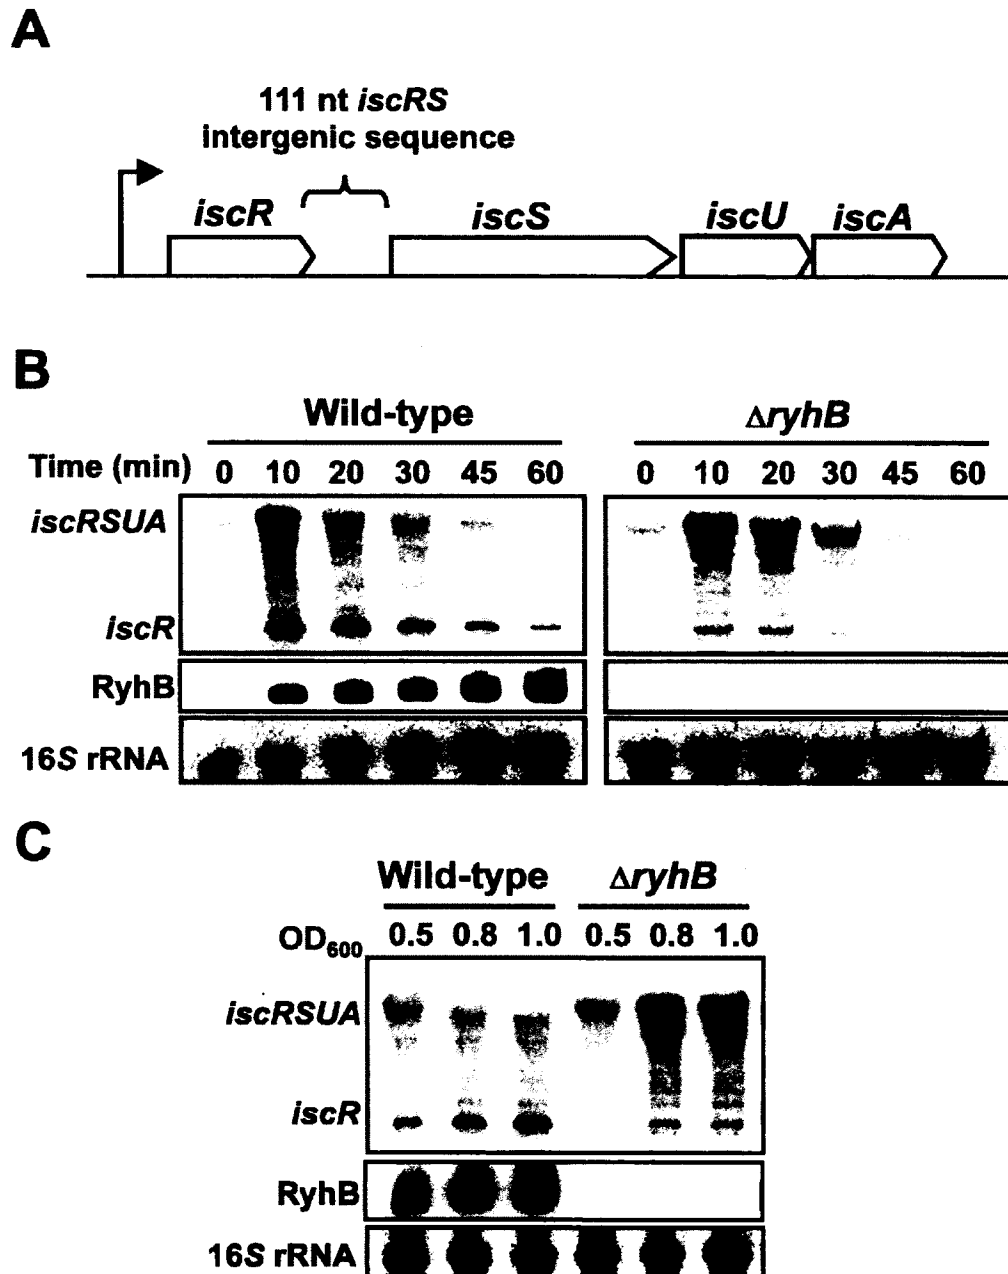 A
111 nt iscRS
intergenic sequence
iscR
iscS
iscU
iscA
B
Wild-type
ΔryhB
Time (min) 0 10 20 30 45 60 0 10 20 30 45 60
iscRSUA
iscR
RyhB
16S rRNA
C
Wild-type ΔryhB
OD600 0.5 0.8 1.0 0.5 0.8 1.0
iscRSUA
iscR
RyhB
16S rRNA